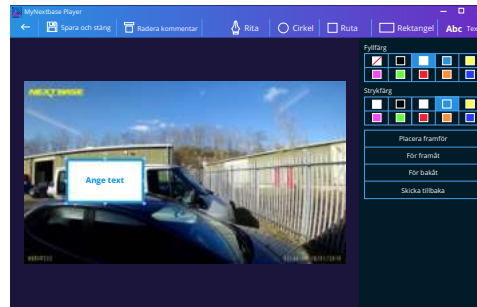 MyNextbase Player
Spara och stäng
Radera kommentar
Rita
Cirkel
Ruta
Rektangel
Abc
Fyllfärg
NEXTBASE
Strykfärg
Ange text
Placera framför
För framåt
För bakåt
Skicka tillbaka